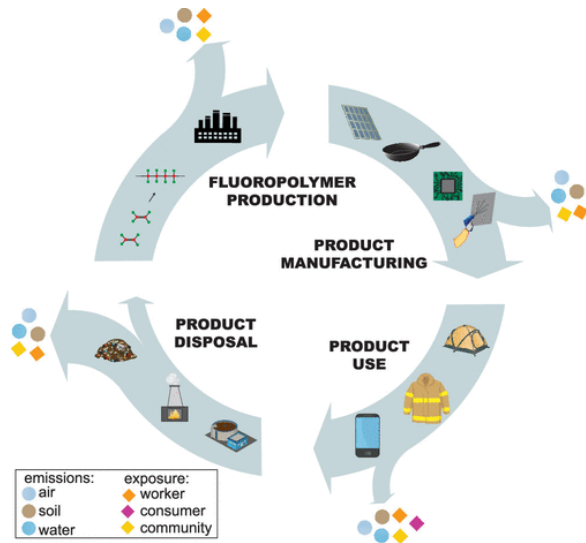 FLUOROPOLYMER
PRODUCTION
PRODUCT
MANUFACTURING
PRODUCT
DISPOSAL
PRODUCT
USE
emissions:
air
soil
water
exposure:
worker
consumer
community